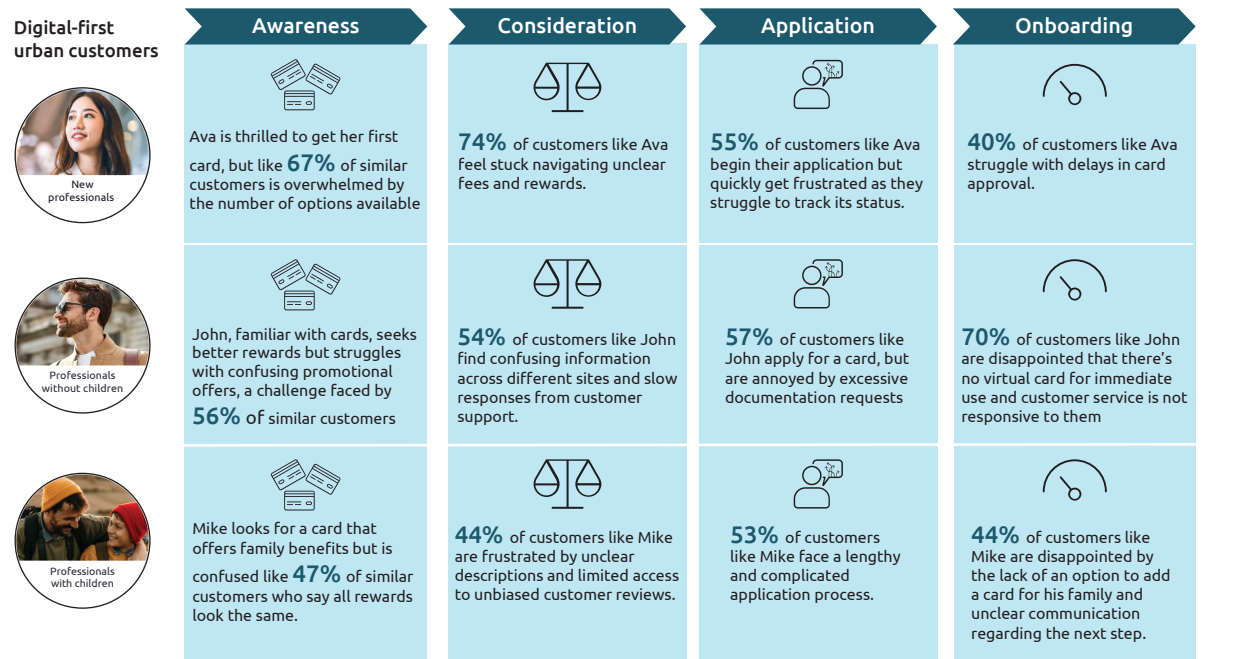 Digital-first
urban customers
Awareness
Consideration
Application
Onboarding
New
professionals
Ava is thrilled to get her first
card, but like 67% of similar
customers is overwhelmed by
the number of options available
74% of customers like Ava
feel stuck navigating unclear
fees and rewards.
55% of customers like Ava
begin their application but
quickly get frustrated as they
struggle to track its status.
40% of customers like Ava
struggle with delays in card
approval.
Professionals
without children
John, familiar with cards, seeks
better rewards but struggles
with confusing promotional
offers, a challenge faced by
56% of similar customers
54% of customers like John
find confusing information
across different sites and slow
responses from customer
support.
57% of customers like
John apply for a card, but
are annoyed by excessive
documentation requests
70% of customers like John
are disappointed that there's
no virtual card for immediate
use and customer service is not
responsive to them
Professionals
with children
Mike looks for a card that
offers family benefits but is
confused like 47% of similar
customers who say all rewards
look the same.
44% of customers like Mike
are frustrated by unclear
descriptions and limited access
to unbiased customer reviews.
53% of customers
like Mike face a lengthy
and complicated
application process.
44% of customers like
Mike are disappointed by
the lack of an option to add
a card for his family and
unclear communication
regarding the next step.